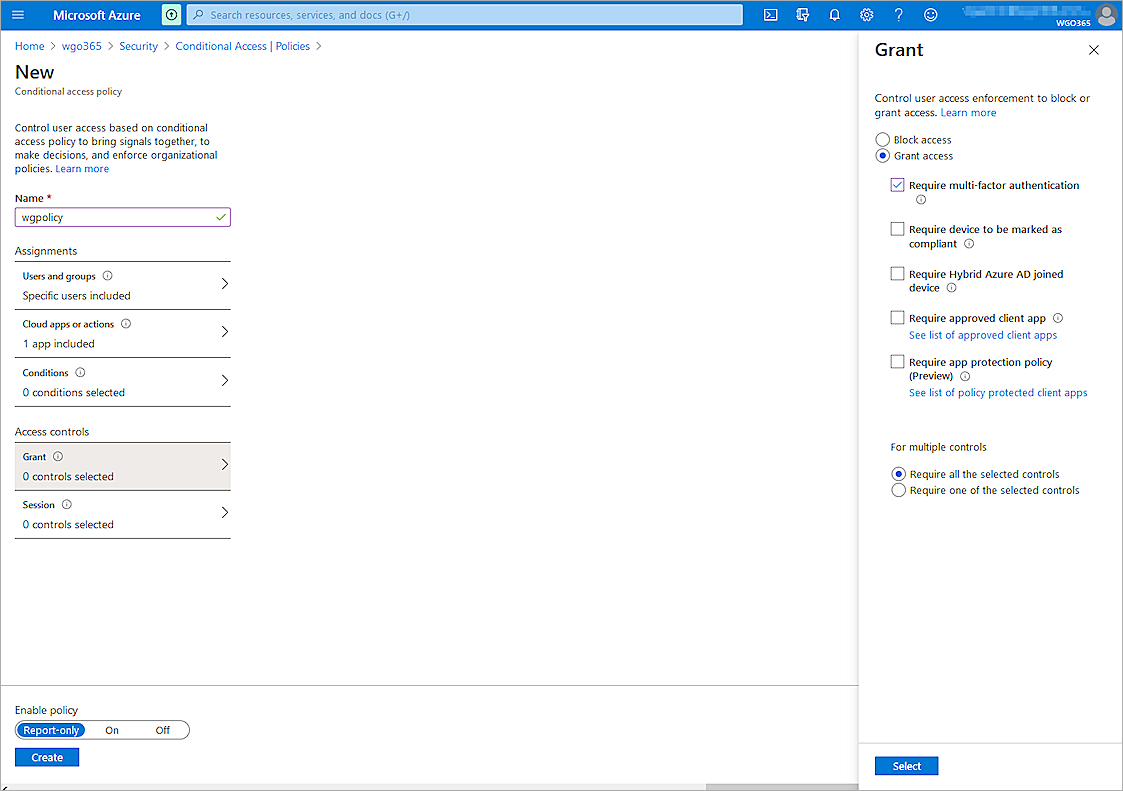 Microsoft Azure
Search resources, services, and docs (G+/)
WGO365
Home > wgo365 > Security > Conditional Access | Policies >
New
Conditional access policy
Control user access based on conditional
access policy to bring signals together, to
make decisions, and enforce organizational
policies. Learn more
Name *
wgpolicy
Assignments
Users and groups
Specific users included
Cloud apps or actions
1 app included
Conditions
0 conditions selected
Access controls
Grant
0 controls selected
Session
0 controls selected
Enable policy
Report-only On Off
Create
Grant
Control user access enforcement to block or
grant access. Learn more
Block access
Grant access
Require multi-factor authentication
Require device to be marked as
compliant
Require Hybrid Azure AD joined
device
Require approved client app
See list of approved client apps
Require app protection policy
(Preview)
See list of policy protected client apps
For multiple controls
Require all the selected controls
Require one of the selected controls
Select